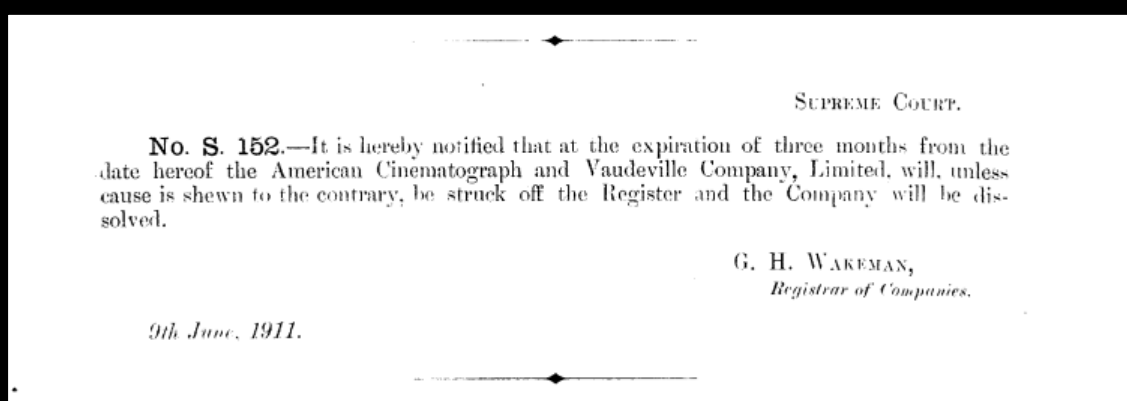 SUPREME COURT.
No. S. 152.—It is hereby notified that at the expiration of three months from the
date hereof the American Cinematograph and Vaudeville Company, Limited, will, unless
cause is shewn to the contrary, be struck off the Register and the Company will be dis-
solved.
G. H. WAKEMAN,
Registrar of Companies.
9th June, 1911.